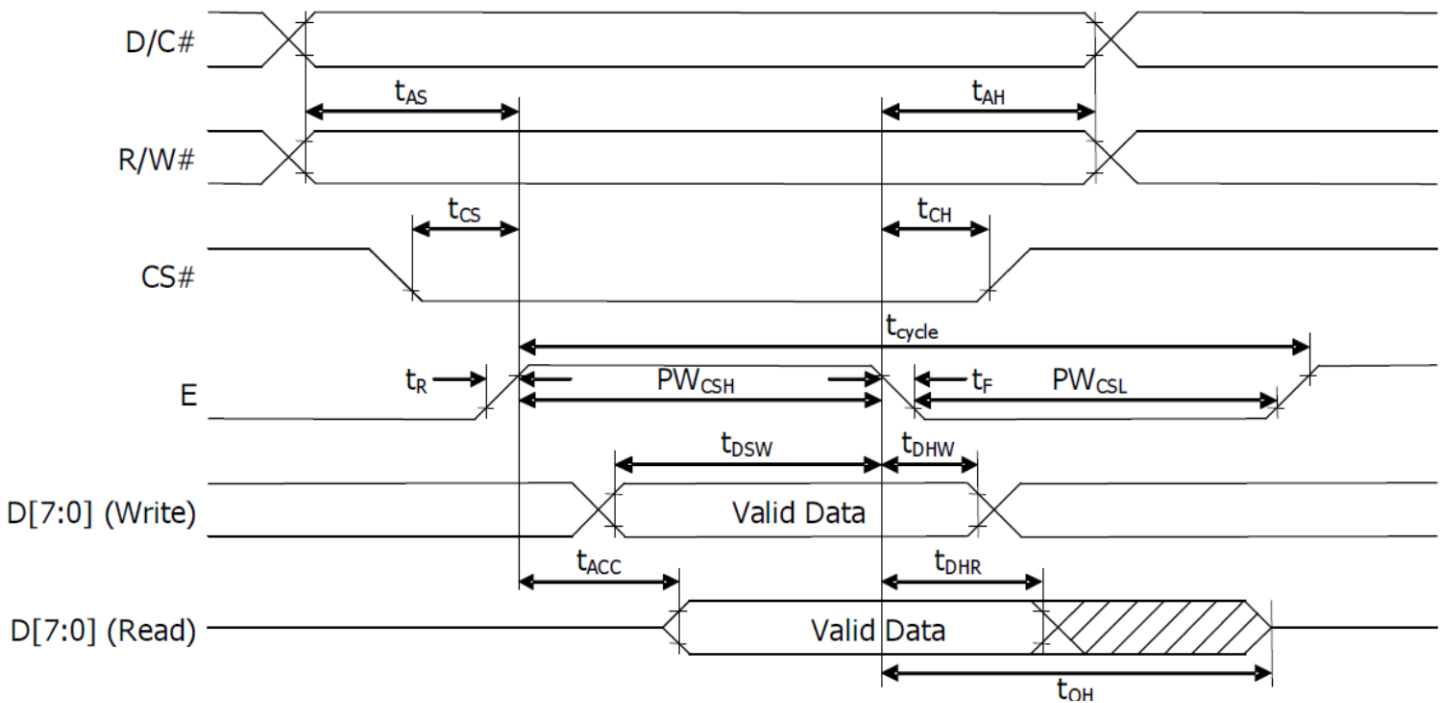 D/C#
tAS
tAH
R/W#
tCS
tCH
CS#
tcycle
E
tR
PWCSH
tF
PWCSL
tDSW
tDHW
D[7:0] (Write)
Valid Data
tACC
tDHR
D[7:0] (Read)
Valid Data
tOH